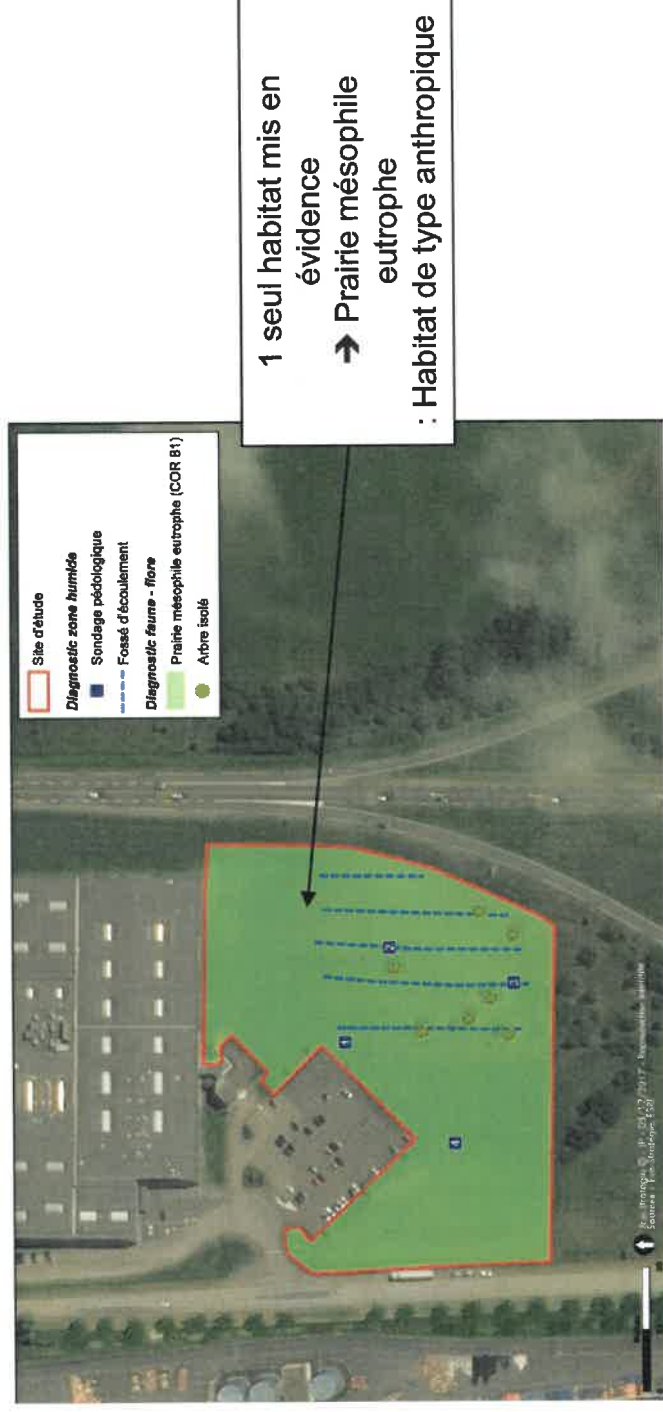 1 seul habitat mis en
évidence
➔ Prairie mésophile
eutrophe
: Habitat de type anthropique
Site d'étude
Diagnostic zone humide
Sondage pédologique
Fossé d'écoulement
Diagnostic faune - flore
Prairie mésophile eutrophe (COR 81)
Arbre isolé
1
2
3
4